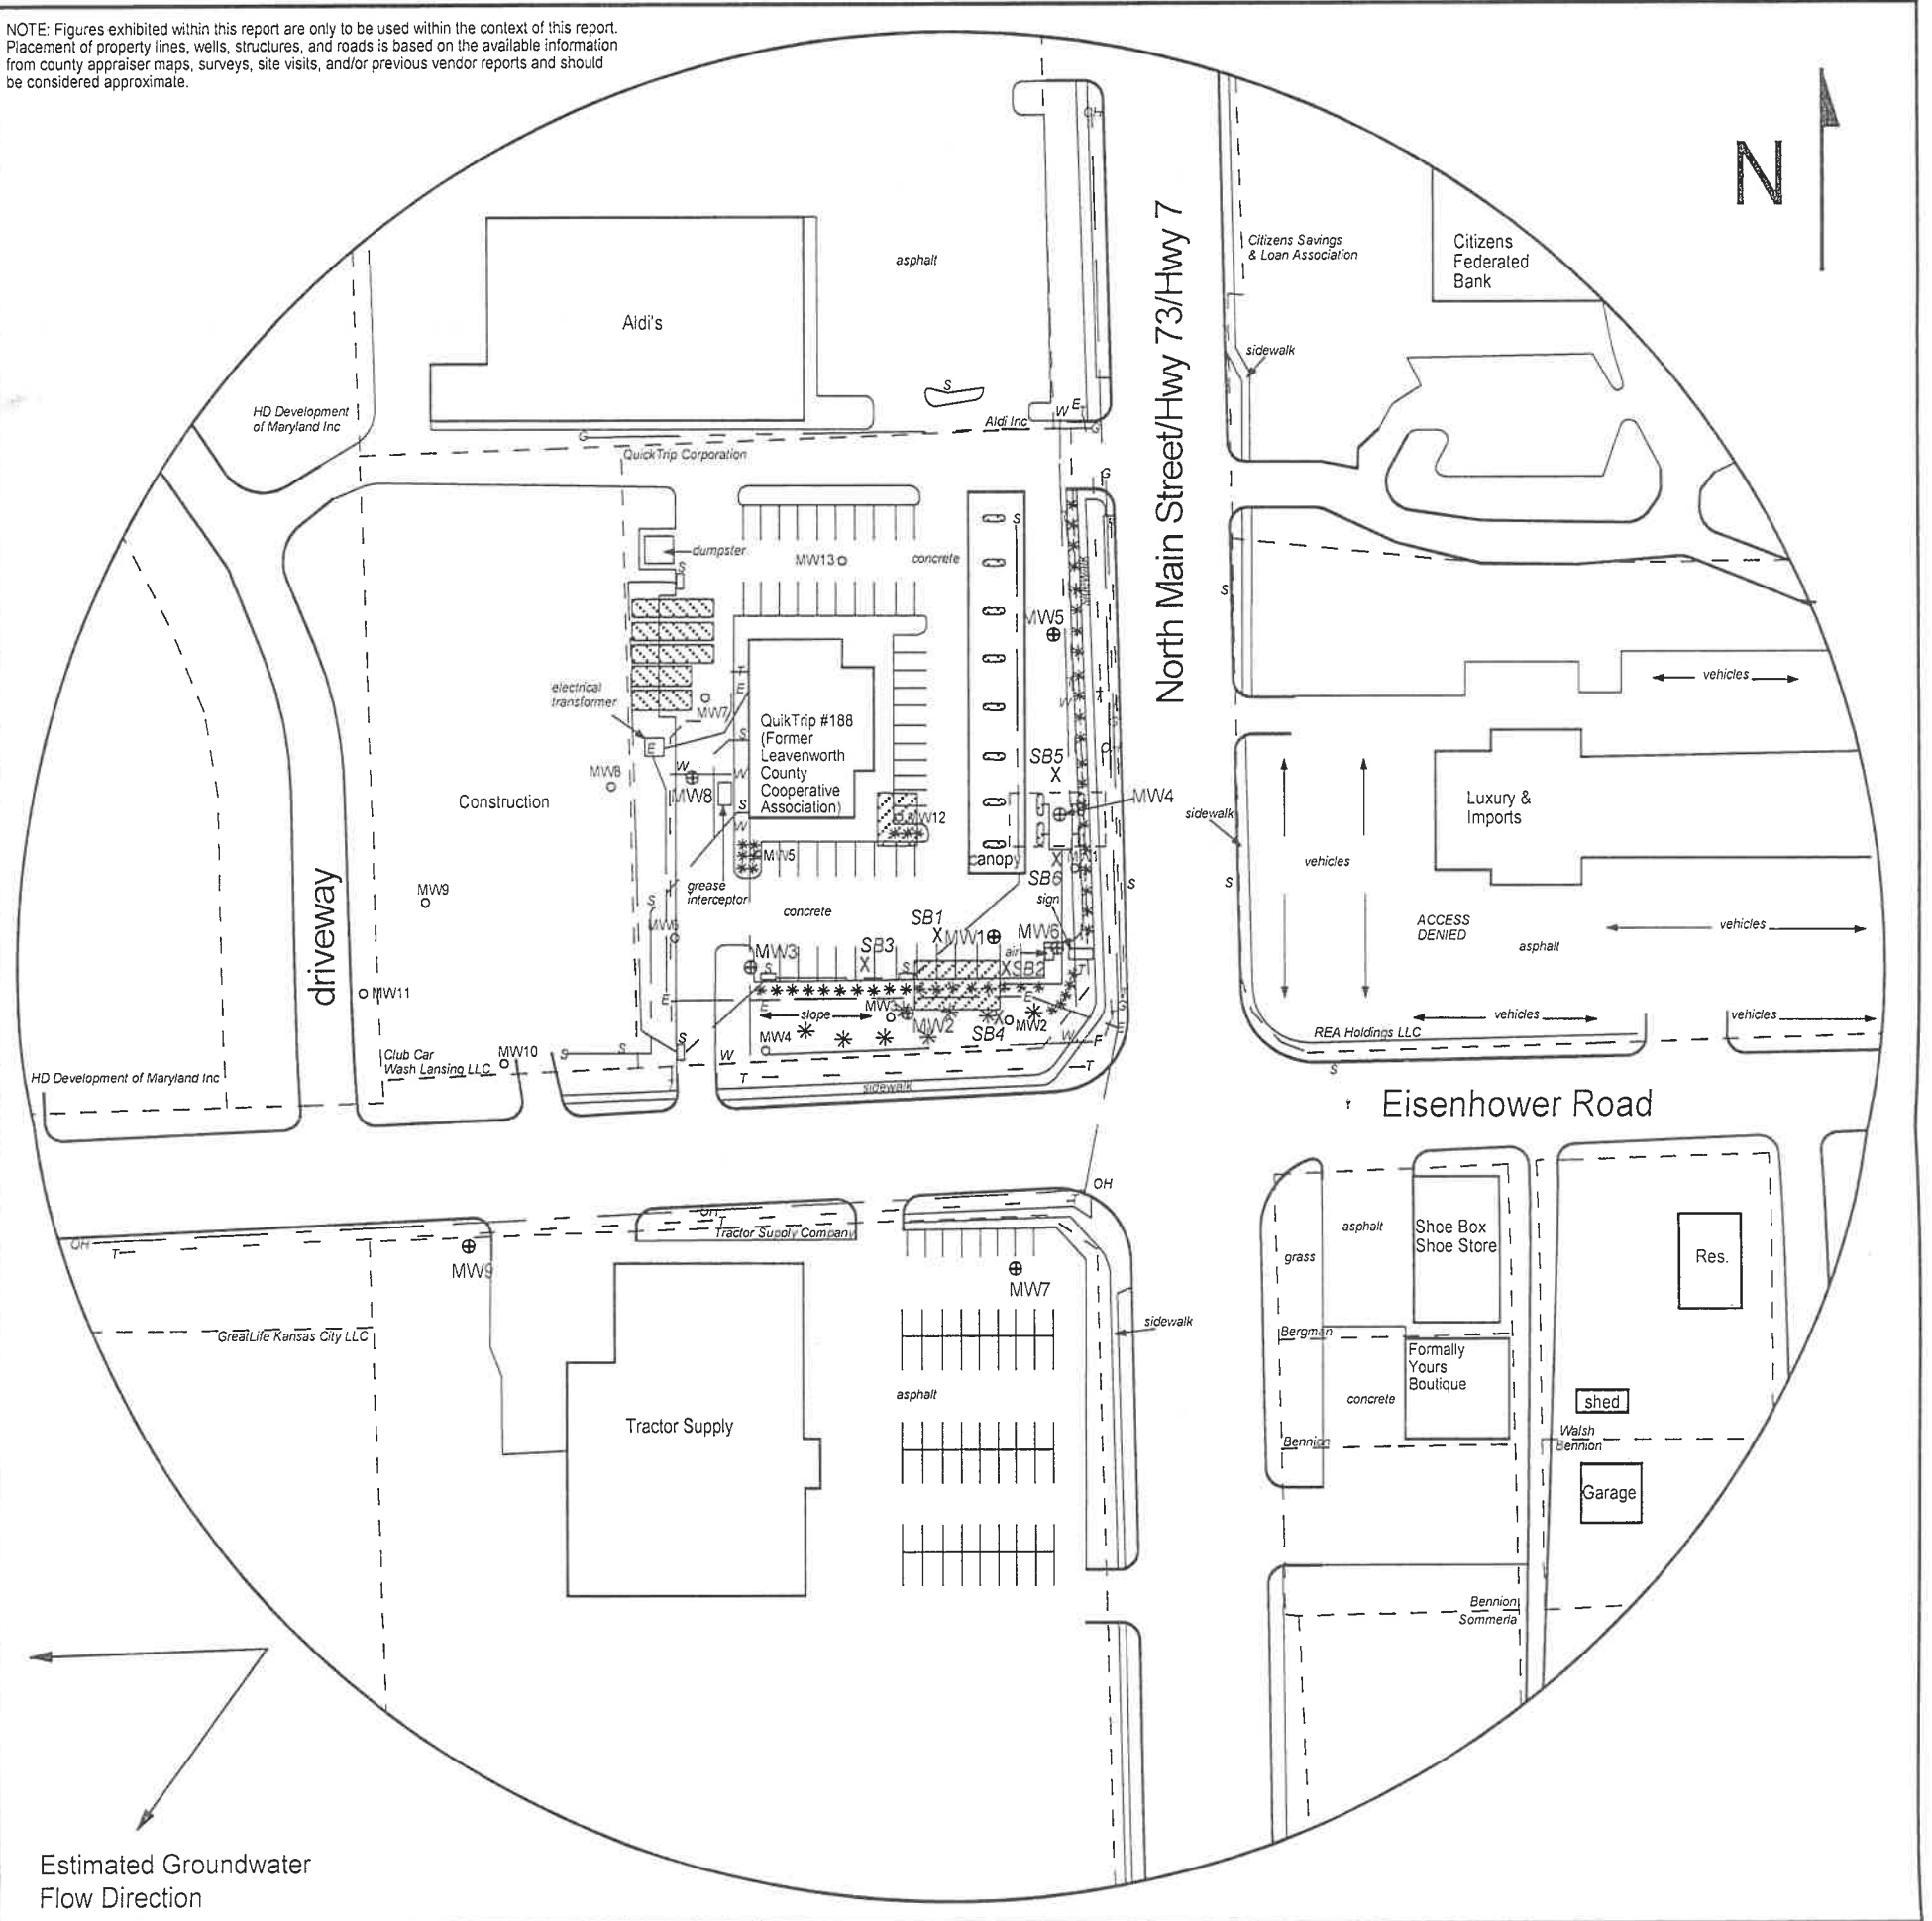 NOTE: Figures exhibited within this report are only to be used within the context of this report.
Placement of property lines, wells, structures, and roads is based on the available information
from county appraiser maps, surveys, site visits, and/or previous vendor reports and should
be considered approximate.
N
North Main Street/Hwy 73/Hwy 7
OH
Citizens Savings
& Loan Association
Citizens
Federated
Bank
asphalt
Aldi's
sidewalk
S
HD Development
of Maryland Inc
W
E
Aldi Inc
G
G
QuickTrip Corporation
G
S
dumpster
MW13
concrete
S
sidewalk
S
MW5
electrical
transformer
T
E
MW7
W
vehicles
QuikTrip #188
(Former
Leavenworth
County
Cooperative
Association)
S
E
W
W
SB5
X
MW8
MW8
Construction
S
W
MW4
MW12
sidewalk
Luxury &
Imports
MW5
canopy
X
MW1
SB6
vehicles
MW9
grease
interceptor
sign
S
S
S
concrete
SB1
X
MW1
MW6
ACCESS
DENIED
vehicles
asphalt
MW6
MW3
SB3
X
air
S
S
XSB2
driveway
MW11
E
E
E
MW3
slope
MW2
X
MW2
SB4
vehicles
vehicles
REA Holdings LLC
MW4
S
W
F
S
S
W
T
T
S
Club Car
Wash Lansing LLC
MW10
HD Development of Maryland Inc
sidewalk
Eisenhower Road
OH
OH
T
Tractor Supply Company
OH
T
MW9
MW7
asphalt
Shoe Box
Shoe Store
grass
Res.
sidewalk
GreatLife Kansas City LLC
Bergman
Formally
Yours
Boutique
asphalt
concrete
shed
Tractor Supply
Walsh
Bennion
Bennion
Garage
Bennion
Sommerla
Estimated Groundwater
Flow Direction